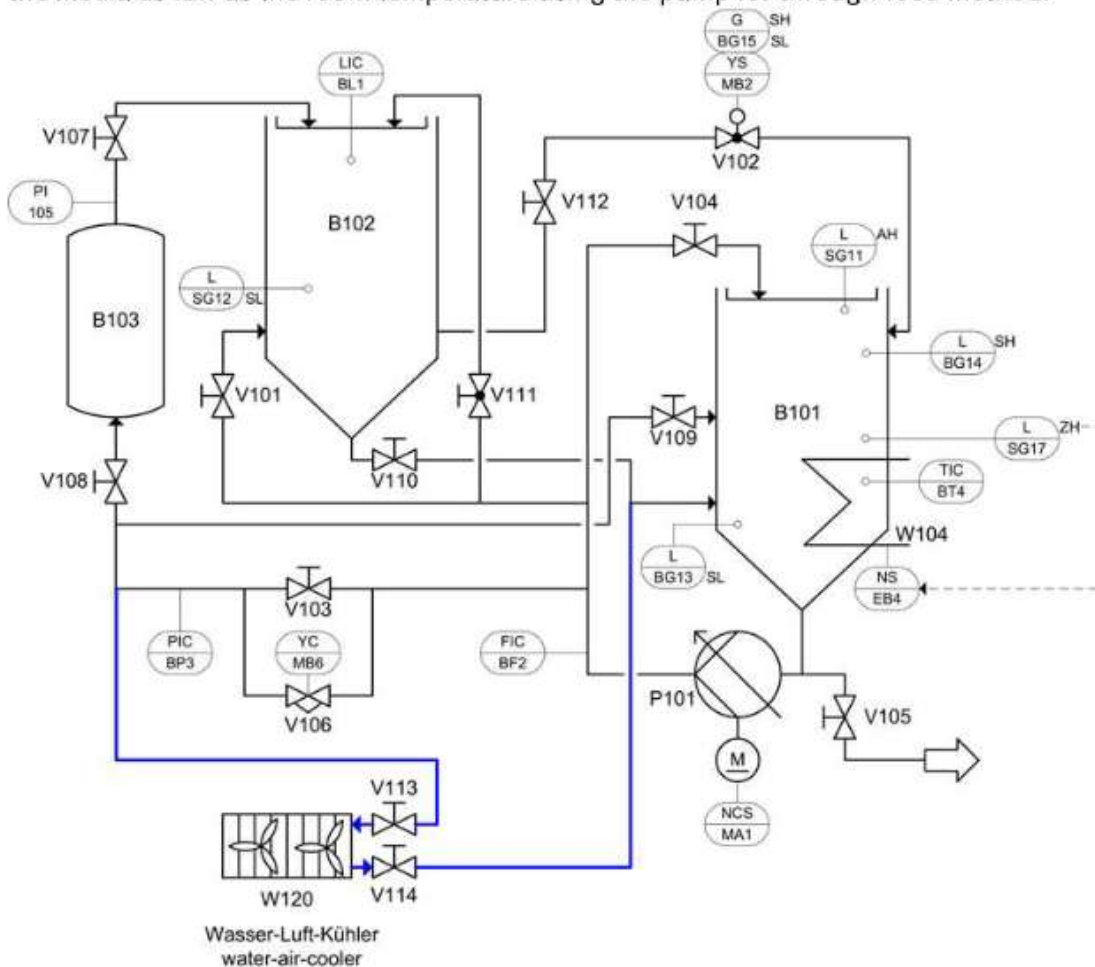 G SH
BG15 SL
YS
MB2
LIC
BL1
V107
V102
PI
105
V112
V104
B102
L AH
SG11
L
SG12 SL
B103
L SH
BG14
V101
V111
B101
V109
L ZH
SG17
V110
V108
TIC
BT4
W104
L
BG13 SL
NS
EB4
V103
PIC
BP3
YC
MB6
FIC
BF2
V106
P101
V105
M
V113
NCS
MA1
V114
W120
Wasser-Luft-Kühler
water-air-cooler